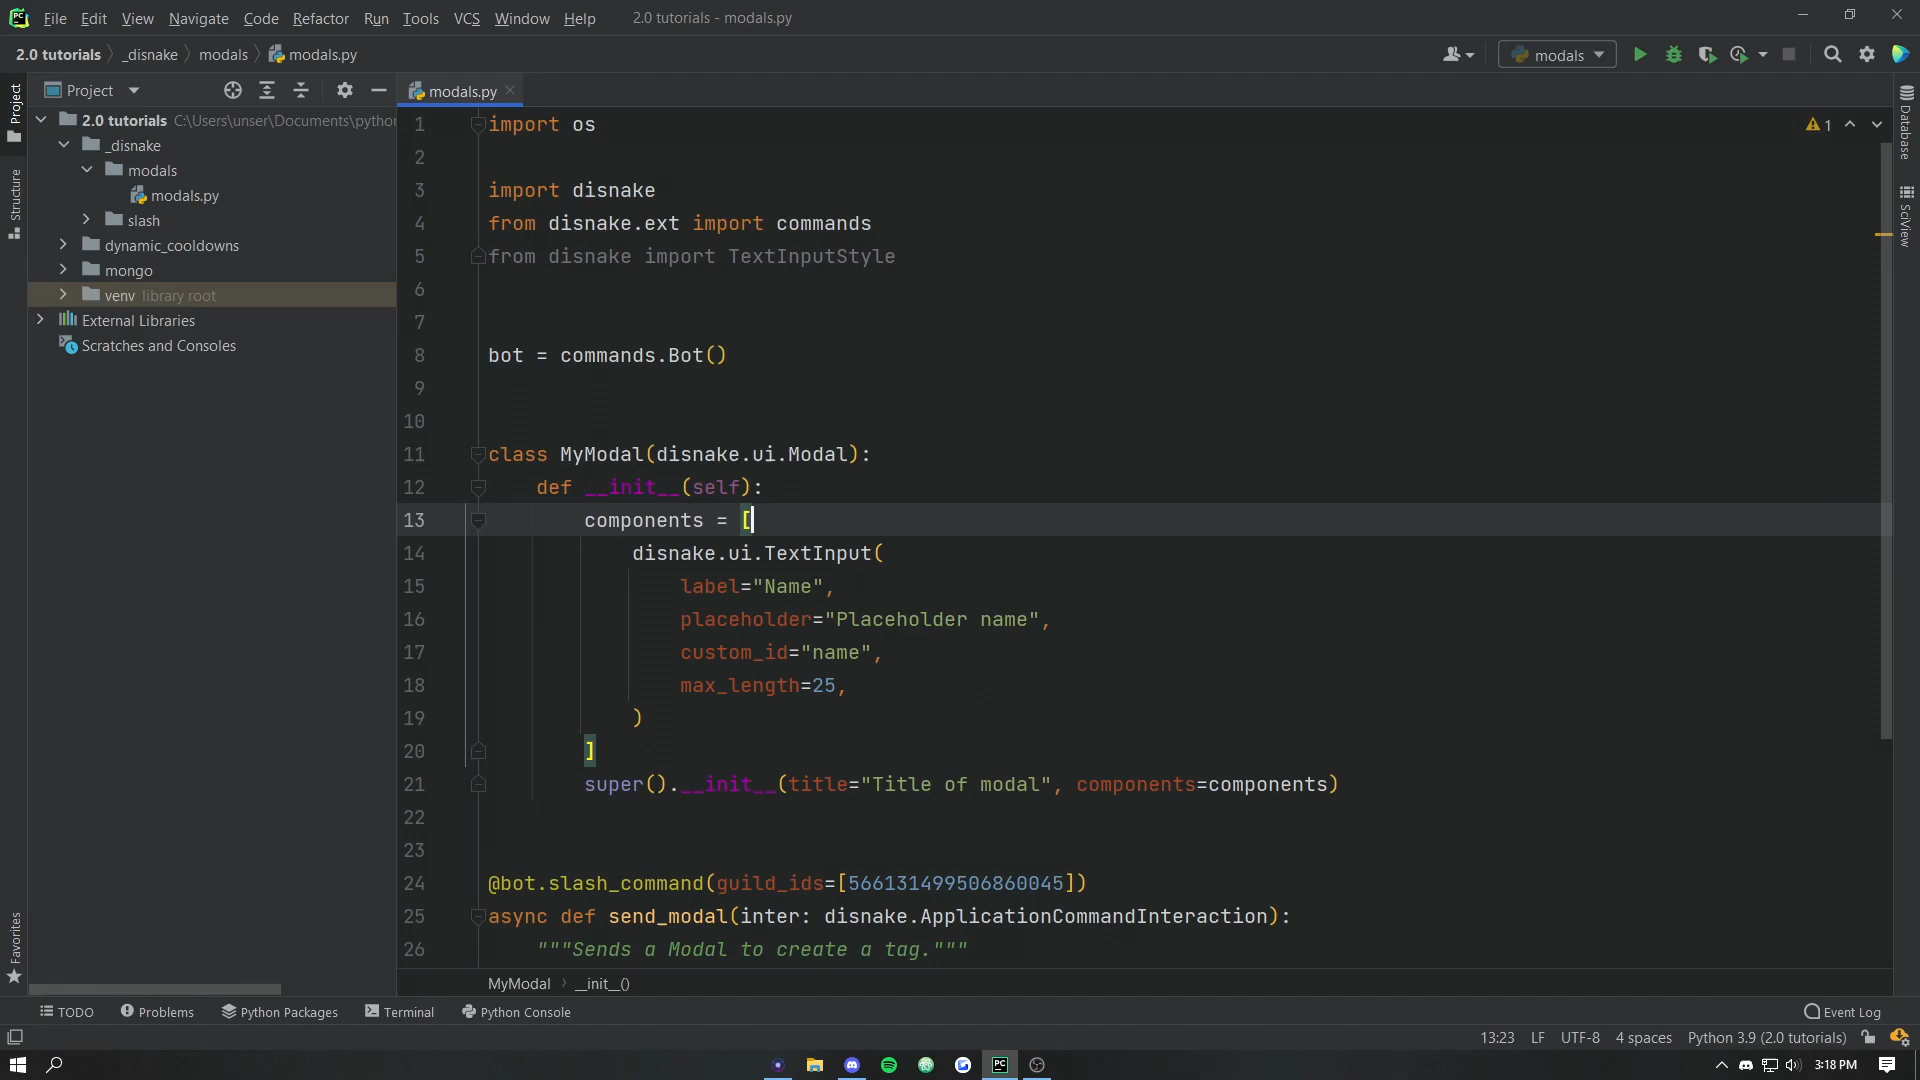 PC File Edit View Navigate Code Refactor Run Tools VCS Window Help 2.0 tutorials - modals.py
2.0 tutorials _disnake modals modals.py
modals
Project
modals.py
Project
Structure
Favorites
2.0 tutorials C:\Users\unser\Documents\pythor
_disnake
modals
modals.py
slash
dynamic_cooldowns
mongo
venv library root
External Libraries
Scratches and Consoles
1 import os
2
3 import disnake
4 from disnake.ext import commands
5 from disnake import TextInputStyle
6
7
8 bot = commands.Bot()
9
10
11 class MyModal(disnake.ui.Modal):
12 def __init__(self):
13 components = [
14 disnake.ui.TextInput(
15 label="Name",
16 placeholder="Placeholder name",
17 custom_id="name",
18 max_length=25,
19 )
20 ]
21 super().__init__(title="Title of modal", components=components)
22
23
24 @bot.slash_command(guild_ids=[566131499506860045])
25 async def send_modal(inter: disnake.ApplicationCommandInteraction):
26 """Sends a Modal to create a tag."""
1
Database
SciView
MyModal __init__()
TODO Problems Python Packages Terminal Python Console Event Log
13:23 LF UTF-8 4 spaces Python 3.9 (2.0 tutorials)
PC
3:18 PM